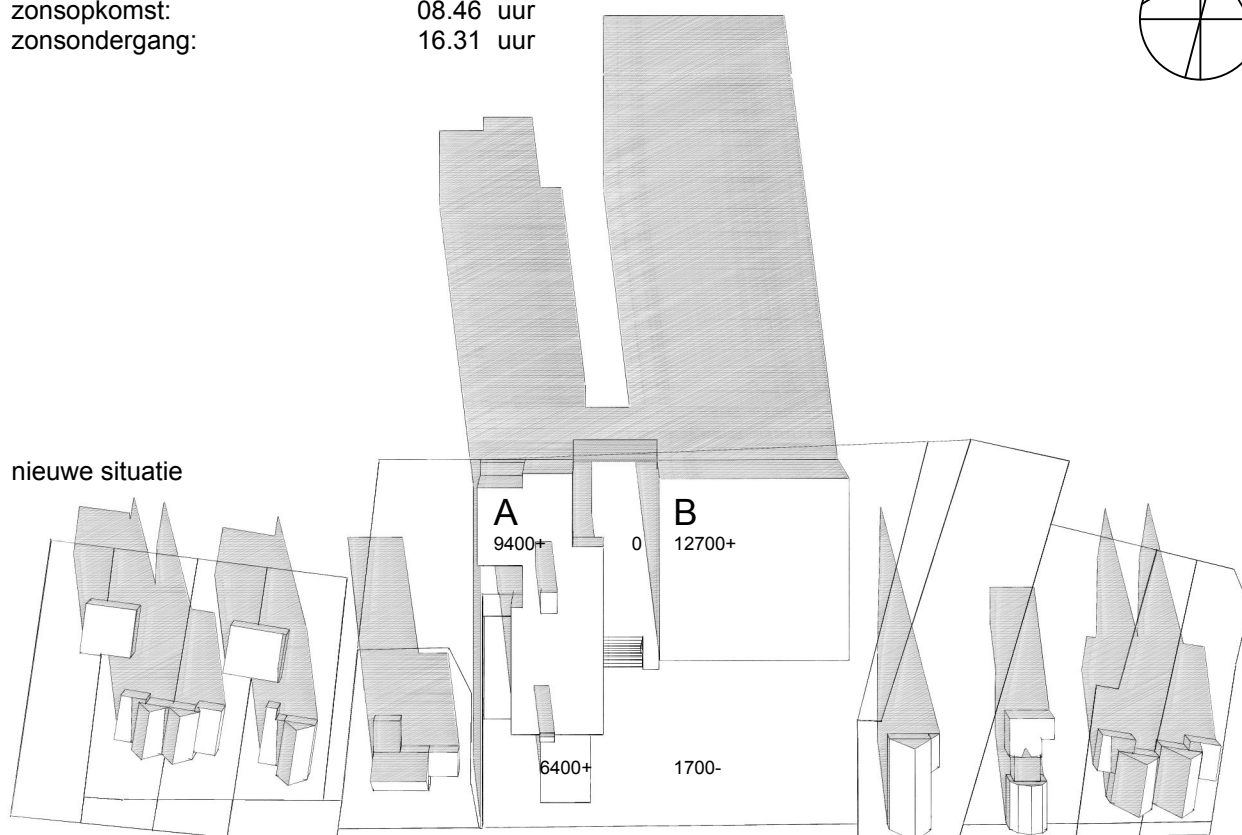 zonsopkomst: 08.46 uur
zonsondergang: 16.31 uur
nieuwe situatie
A B
9400+ 0 12700+
6400+ 1700-